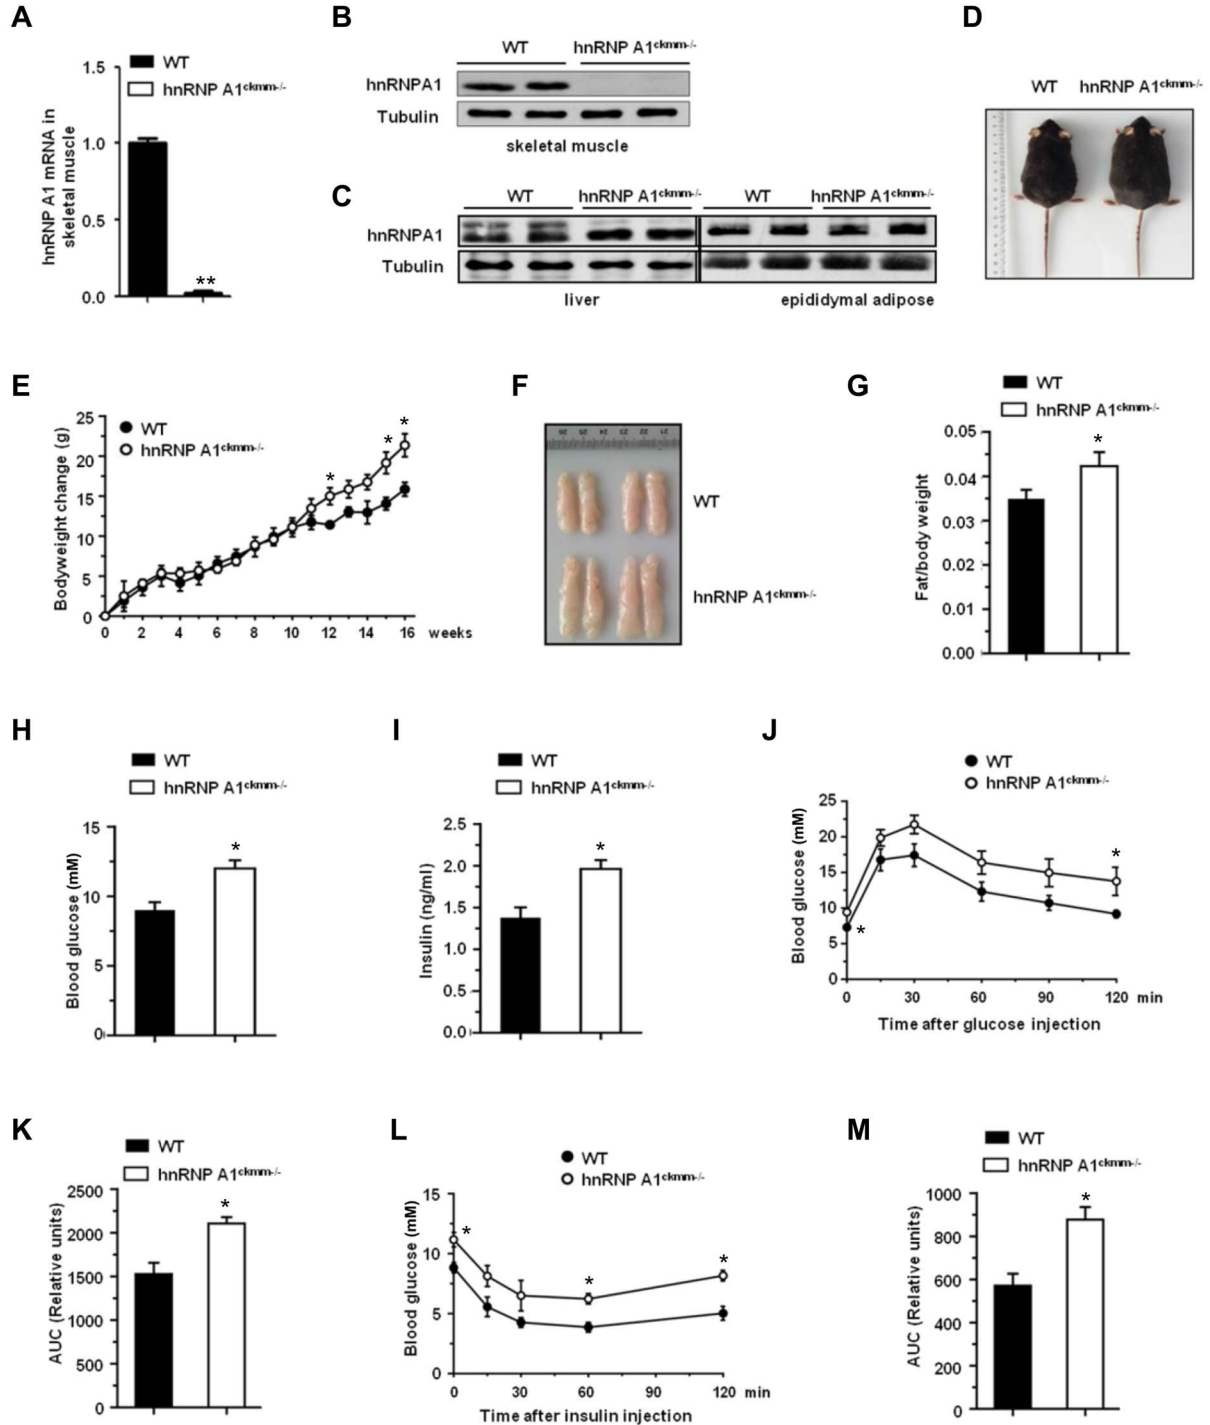 A
WT
hnRNP A1ckmm-/-
hnRNP A1 mRNA in
skeletal muscle
1.5
1.0
0.5
0.0
**
B
WT hnRNP A1ckmm-/-
hnRNPA1
Tubulin
skeletal muscle
C
WT hnRNP A1ckmm-/- WT hnRNP A1ckmm-/-
hnRNPA1
Tubulin
liver epididymal adipose
D
WT hnRNP A1ckmm-/-
E
WT
hnRNP A1ckmm-/-
Bodyweight change (g)
25
20
15
10
5
0
* * *
0 2 4 6 8 10 12 14 16 weeks
F
26 25 24 23 22 21
WT
hnRNP A1ckmm-/-
G
WT
hnRNP A1ckmm-/-
Fat/body weight
0.05
0.04
0.03
0.02
0.01
0.00
*
H
WT
hnRNP A1ckmm-/-
Blood glucose (mM)
15
10
5
0
*
I
WT
hnRNP A1ckmm-/-
Insulin (ng/ml)
2.5
2.0
1.5
1.0
0.5
0.0
*
J
WT
hnRNP A1ckmm-/-
Blood glucose (mM)
25
20
15
10
5
0
*
*
0 30 60 90 120 min
Time after glucose injection
K
WT
hnRNP A1ckmm-/-
AUC (Relative units)
2500
2000
1500
1000
500
0
*
L
WT
hnRNP A1ckmm-/-
Blood glucose (mM)
15
10
5
0
* * *
0 30 60 90 120 min
Time after insulin injection
M
WT
hnRNP A1ckmm-/-
AUC (Relative units)
1000
800
600
400
200
0
*